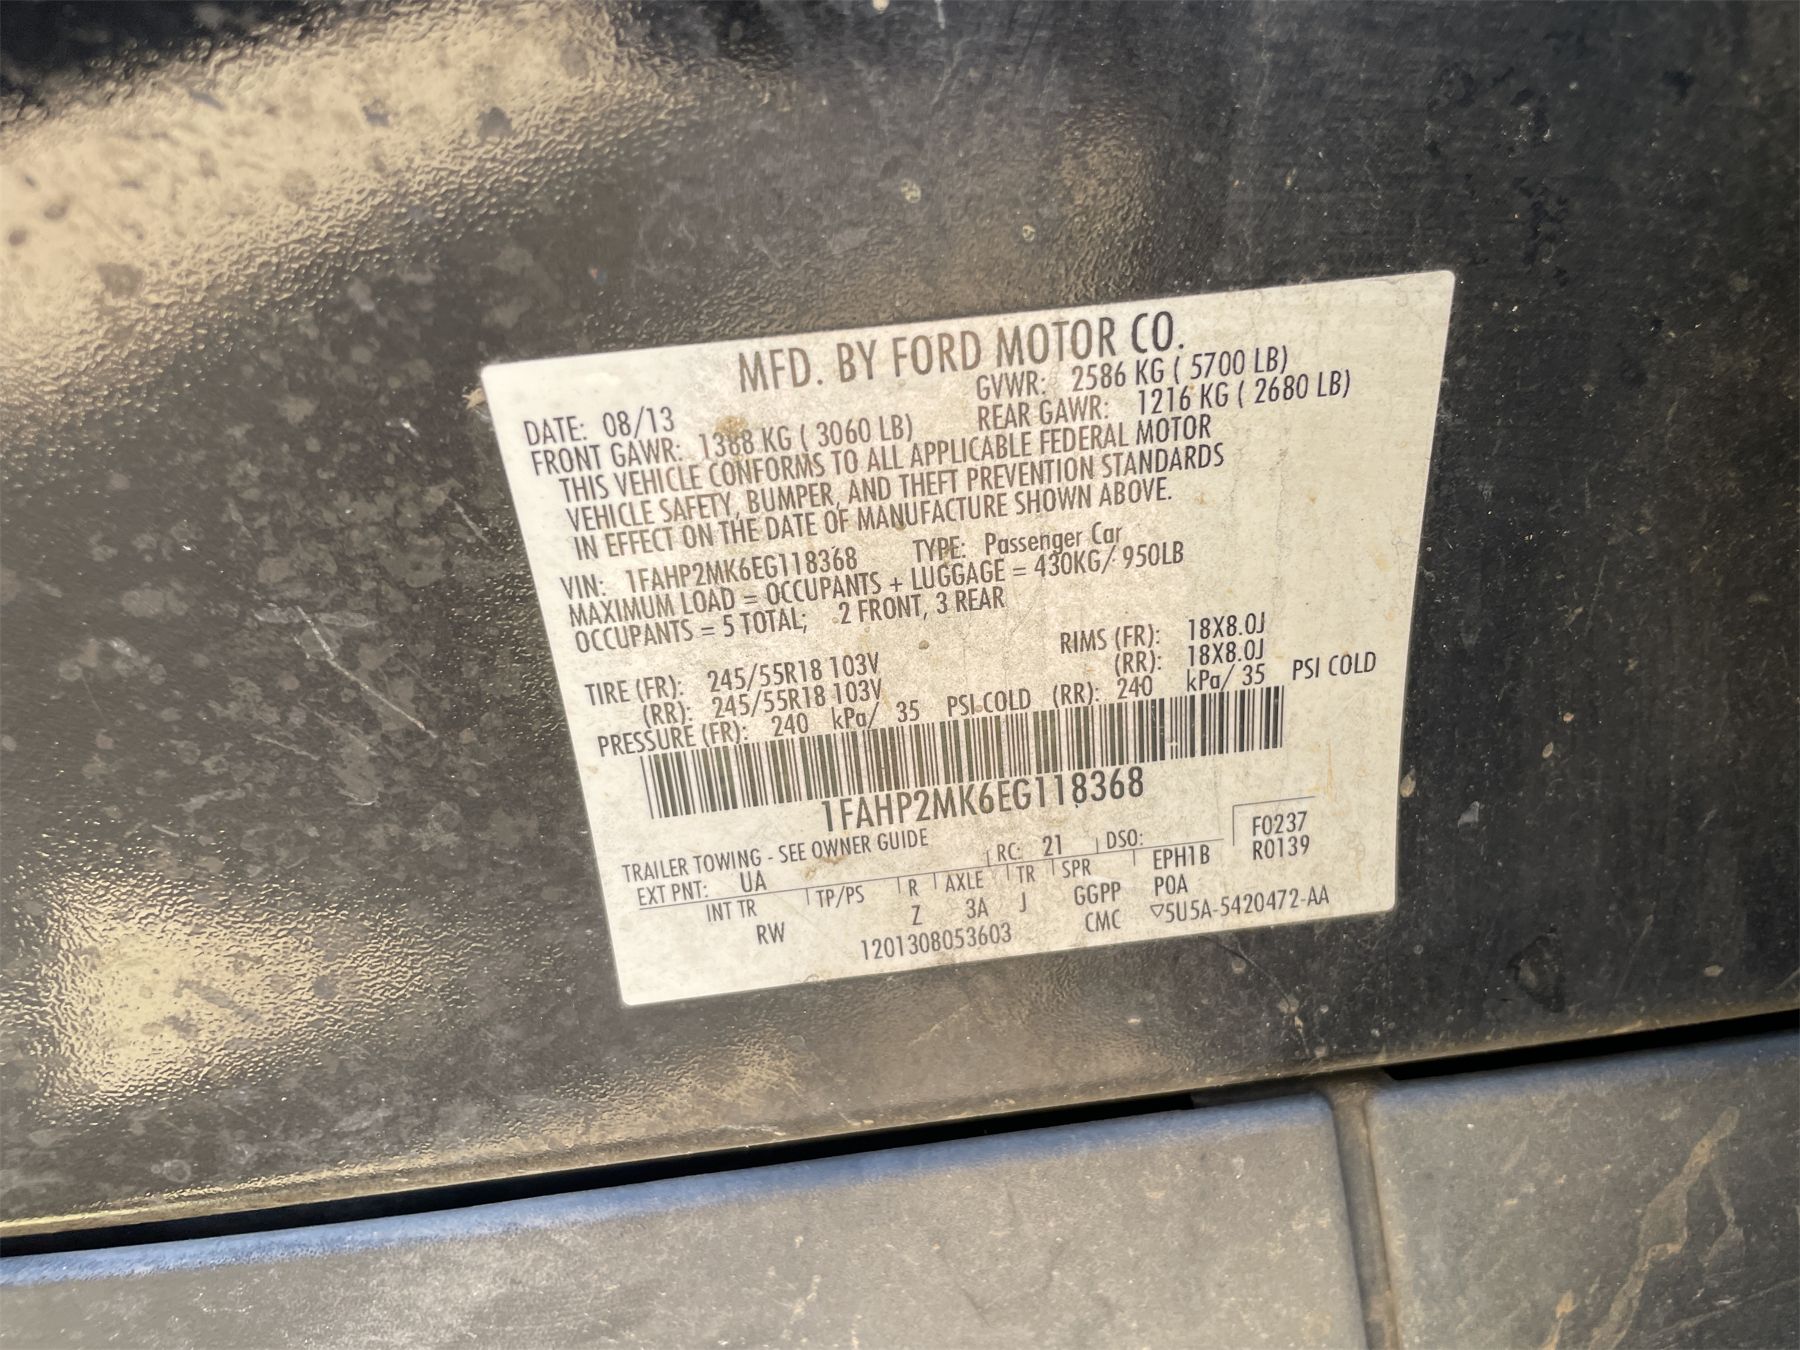 MFD. BY FORD MOTOR CO.
DATE: 08/13 GVWR: 2586 KG ( 5700 LB)
FRONT GAWR: 1388 KG ( 3060 LB) REAR GAWR: 1216 KG ( 2680 LB)
THIS VEHICLE CONFORMS TO ALL APPLICABLE FEDERAL MOTOR
VEHICLE SAFETY, BUMPER, AND THEFT PREVENTION STANDARDS
IN EFFECT ON THE DATE OF MANUFACTURE SHOWN ABOVE.
VIN: 1FAHP2MK6EG118368 TYPE: Passenger Car
MAXIMUM LOAD = OCCUPANTS + LUGGAGE = 430KG/ 950LB
OCCUPANTS = 5 TOTAL; 2 FRONT, 3 REAR
TIRE (FR): 245/55R18 103V RIMS (FR): 18X8.0J
(RR): 245/55R18 103V (RR): 18X8.0J
PRESSURE (FR): 240 kPa/ 35 PSI COLD (RR): 240 kPa/ 35 PSI COLD
1FAHP2MK6EG118368
F0237
TRAILER TOWING - SEE OWNER GUIDE RC: 21 DSO: R0139
EXT PNT: UA TP/PS R AXLE TR SPR EPH1B
INT TR Z 3A J GGPP P0A
RW 1201308053603 CMC ▽5U5A-5420472-AA